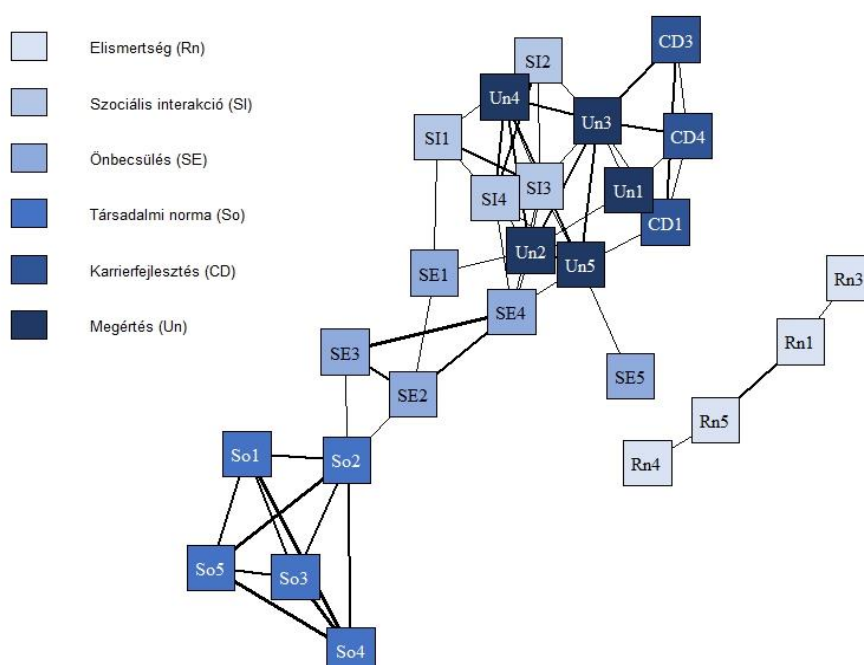 Elismertség (Rn)
Szociális interakció (SI)
Önbecsülés (SE)
Társadalmi norma (So)
Karrierfejlesztés (CD)
Megértés (Un)
CD3
SI2
Un4
Un3
SI1
CD4
SI3
Un1
SI4
CD1
Un2
Un5
SE1
Rn3
SE4
Rn1
SE3
SE5
SE2
Rn5
So1
So2
Rn4
So5
So3
So4